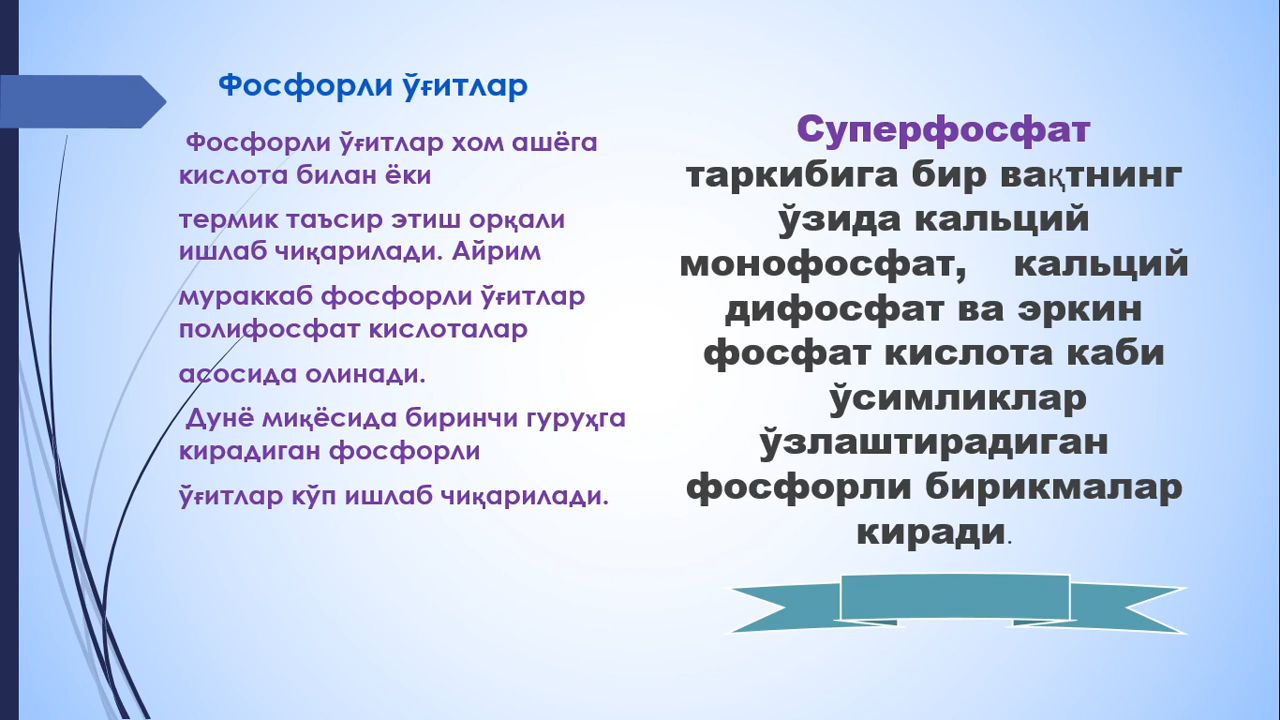 Фосфорли ўғитлар
Фосфорли ўғитлар хом ашёга
кислота билан ёки
термик таъсир этиш орқали
ишлаб чиқарилади. Айрим
мураккаб фосфорли ўғитлар
полифосфат кислоталар
асосида олинади.
Дунё миқёсида биринчи гуруҳга
кирадиган фосфорли
ўғитлар кўп ишлаб чиқарилади.
Суперфосфат
таркибига бир вақтнинг
ўзида кальций
монофосфат, кальций
дифосфат ва эркин
фосфат кислота каби
ўсимликлар
ўзлаштирадиган
фосфорли бирикмалар
киради.